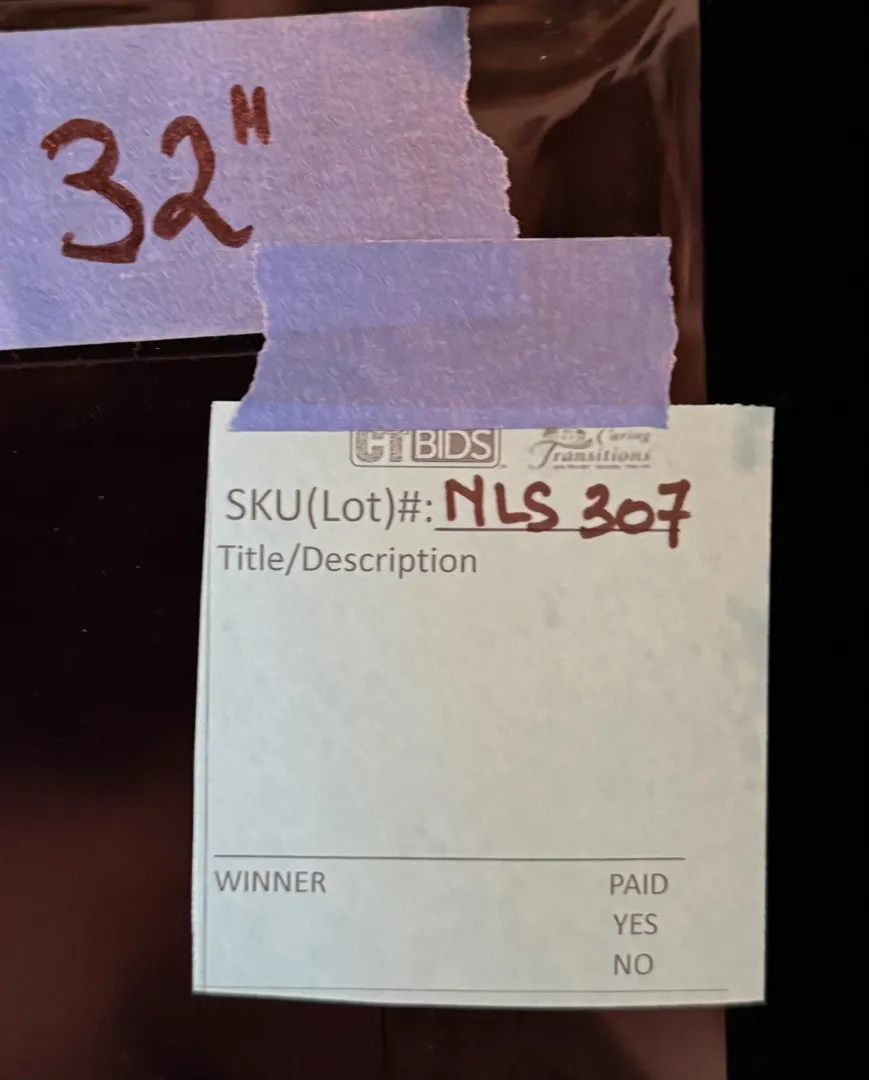 32"
CTBIDS
Caring
Transitions
SKU(Lot)#: NLS 307
Title/Description
WINNER
PAID
YES
NO